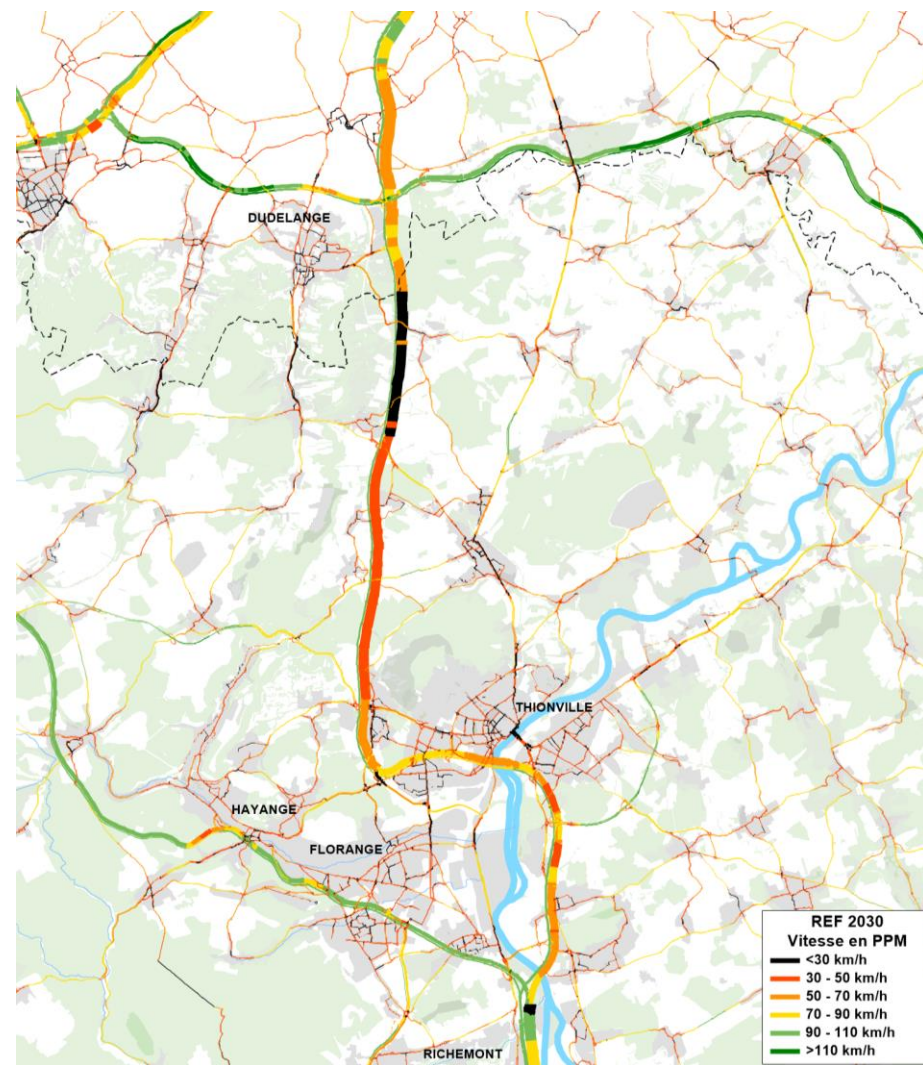 DUDELANGE
THIONVILLE
HAYANGE
FLORANGE
RICHEMONT
REF 2030
Vitesse en PPM
<30 km/h
30 - 50 km/h
50 - 70 km/h
70 - 90 km/h
90 - 110 km/h
>110 km/h